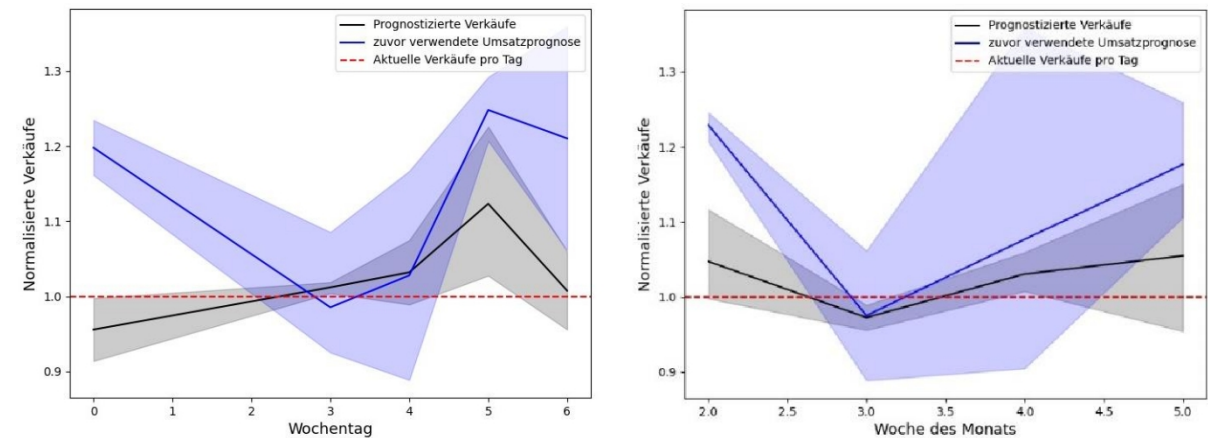 Prognostizierte Verkäufe
zuvor verwendete Umsatzprognose
Aktuelle Verkäufe pro Tag
Normalisierte Verkäufe
1.3
1.2
1.1
1.0
0.9
0
1
2
3
4
5
6
Wochentag
Prognostizierte Verkäufe
zuvor verwendete Umsatzprognose
Aktuelle Verkäufe pro Tag
Normalisierte Verkäufe
1.3
1.2
1.1
1.0
0.9
2.0
2.5
3.0
3.5
4.0
4.5
5.0
Woche des Monats